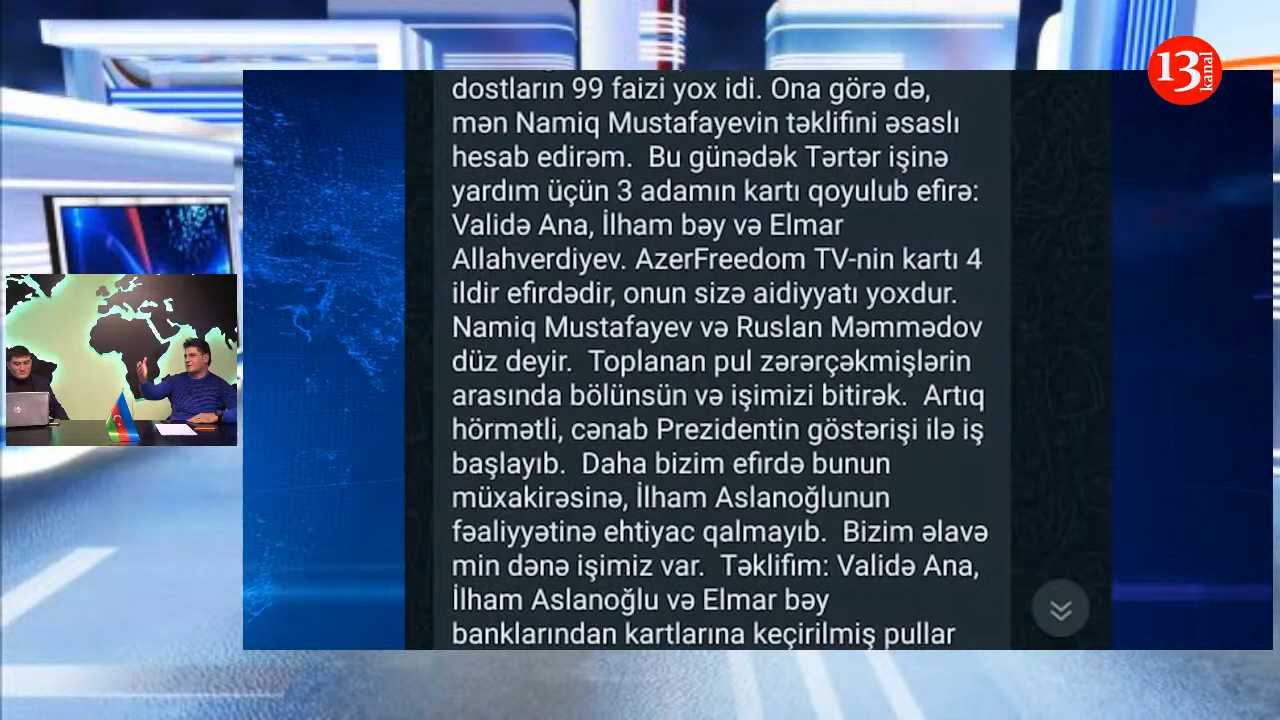 13
kanal
dostların 99 faizi yox idi. Ona görə də,
mən Namiq Mustafayevin təklifini əsaslı
hesab edirəm.  Bu günədək Tərtər işinə
yardım üçün 3 adamın kartı qoyulub efirə:
Validə Ana, İlham bəy və Elmar
Allahverdiyev. AzerFreedom TV-nin kartı 4
ildir efirdədir, onun sizə aidiyyatı yoxdur.
Namiq Mustafayev və Ruslan Məmmədov
düz deyir.  Toplanan pul zərərçəkmişlərin
arasında bölünsün və işimizi bitirək.  Artıq
hörmətli, cənab Prezidentin göstərişi ilə iş
başlayıb.  Daha bizim efirdə bunun
müxakirəsinə, İlham Aslanoğlunun
fəaliyyətinə ehtiyac qalmayıb.  Bizim əlavə
min dənə işimiz var.  Təklifim: Validə Ana,
İlham Aslanoğlu və Elmar bəy
banklarından kartlarına keçirilmiş pullar